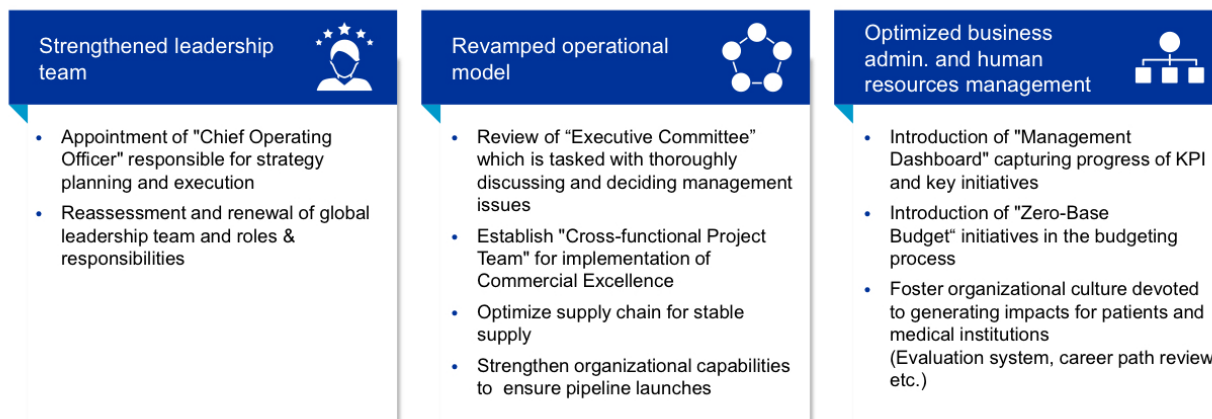 Strengthened leadership
team
• Appointment of "Chief Operating
Officer" responsible for strategy
planning and execution
• Reassessment and renewal of global
leadership team and roles &
responsibilities
Revamped operational
model
• Review of “Executive Committee”
which is tasked with thoroughly
discussing and deciding management
issues
• Establish "Cross-functional Project
Team" for implementation of
Commercial Excellence
• Optimize supply chain for stable
supply
• Strengthen organizational capabilities
to  ensure pipeline launches
Optimized business
admin. and human
resources management
• Introduction of "Management
Dashboard" capturing progress of KPI
and key initiatives
• Introduction of "Zero-Base
Budget“ initiatives in the budgeting
process
• Foster organizational culture devoted
to generating impacts for patients and
medical institutions
(Evaluation system, career path review
etc.)